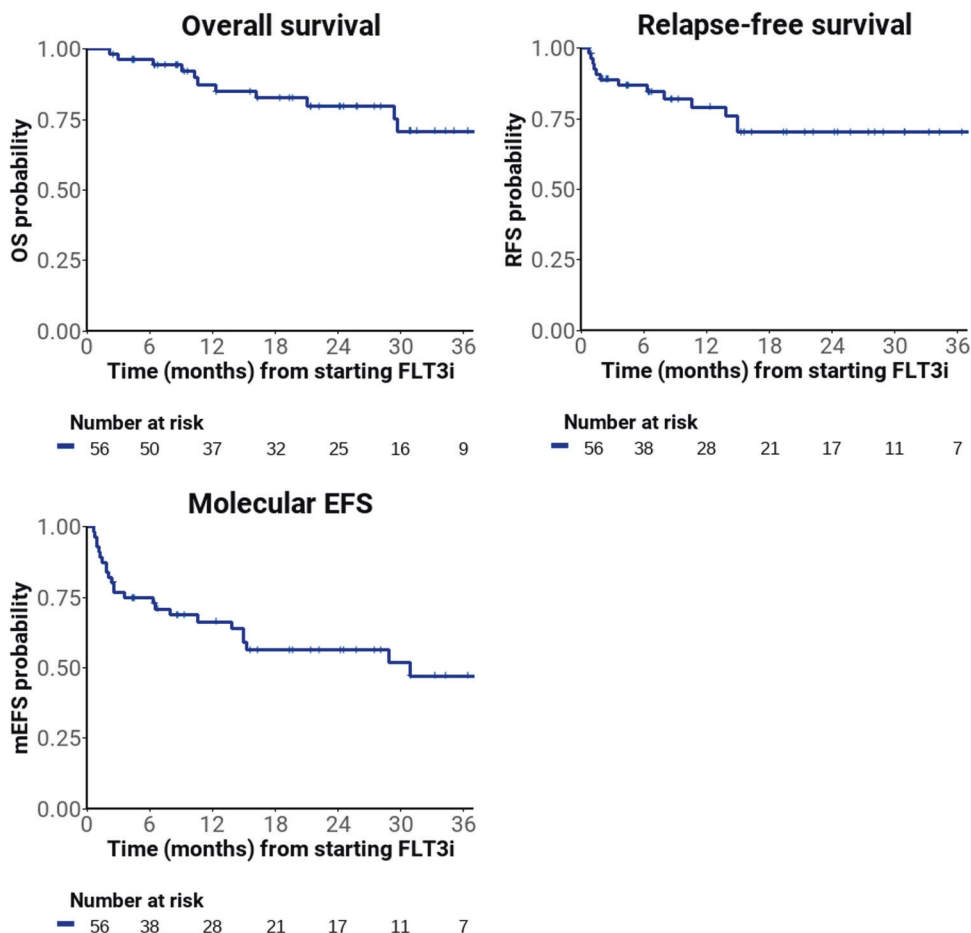 Overall survival
1.00
0.75
0.50
0.25
0.00
OS probability
0 6 12 18 24 30 36
Time (months) from starting FLT3i
Number at risk
56 50 37 32 25 16 9
Relapse-free survival
1.00
0.75
0.50
0.25
0.00
RFS probability
0 6 12 18 24 30 36
Time (months) from starting FLT3i
Number at risk
56 38 28 21 17 11 7
Molecular EFS
1.00
0.75
0.50
0.25
0.00
mEFS probability
0 6 12 18 24 30 36
Time (months) from starting FLT3i
Number at risk
56 38 28 21 17 11 7